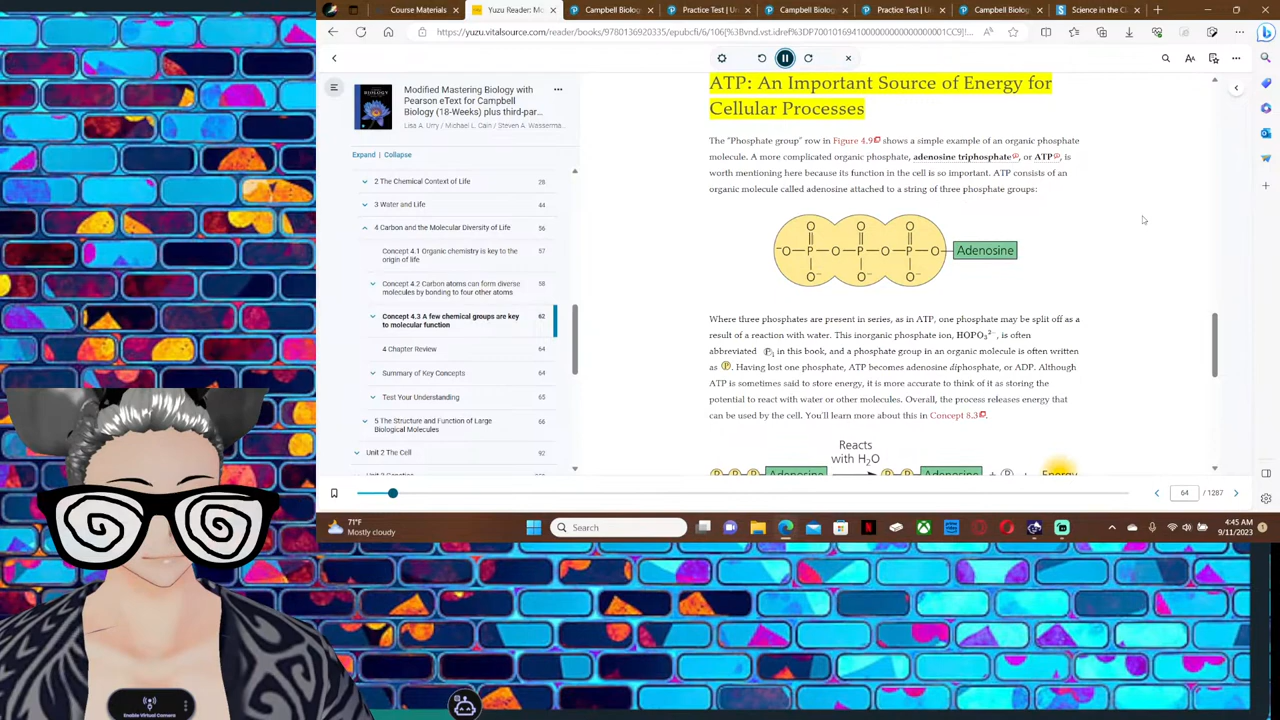 Course Materials
Yuzu Reader: Mo
Campbell Biolog
Practice Test: Ca
Campbell Biolog
Campbell Biolog
Science in the Cl
https://yuzu.vitalsource.com/reader/books/9780136920335/epubcfi/6/106[%3Bvnd.vst.idref%3DP70010169410000000000000000001CC9]!...
Modified Mastering Biology with
Pearson eText for Campbell
Biology (18-Weeks) plus third-par...
Lisa A. Urry / Michael L. Cain / Steven A. Wasserma...
Expand | Collapse
2 The Chemical Context of Life 28
3 Water and Life 44
4 Carbon and the Molecular Diversity of Life 56
Concept 4.1 Organic chemistry is key to the 57
origin of life
Concept 4.2 Carbon atoms can form diverse 58
molecules by bonding to four other atoms
Concept 4.3 A few chemical groups are key 62
to molecular function
4 Chapter Review 64
Summary of Key Concepts 64
Test Your Understanding 65
5 The Structure and Function of Large 66
Biological Molecules
Unit 2 The Cell 92
ATP: An Important Source of Energy for
Cellular Processes
The "Phosphate group" row in Figure 4.9 shows a simple example of an organic phosphate
molecule. A more complicated organic phosphate, adenosine triphosphate, or ATP, is
worth mentioning here because its function in the cell is so important. ATP consists of an
organic molecule called adenosine attached to a string of three phosphate groups:
O O O
⁻O—P—O—P—O—P—O—Adenosine
O⁻ O⁻ O⁻
Where three phosphates are present in series, as in ATP, one phosphate may be split off as a
result of a reaction with water. This inorganic phosphate ion, HOPO₃²⁻, is often
abbreviated Ⓟᵢ in this book, and a phosphate group in an organic molecule is often written
as Ⓟ. Having lost one phosphate, ATP becomes adenosine diphosphate, or ADP. Although
ATP is sometimes said to store energy, it is more accurate to think of it as storing the
potential to react with water or other molecules. Overall, the process releases energy that
can be used by the cell. You'll learn more about this in Concept 8.3.
Reacts
with H₂O
64 / 1287
71°F
Mostly cloudy
Search
4:45 AM
9/11/2023
Enable Virtual Camera